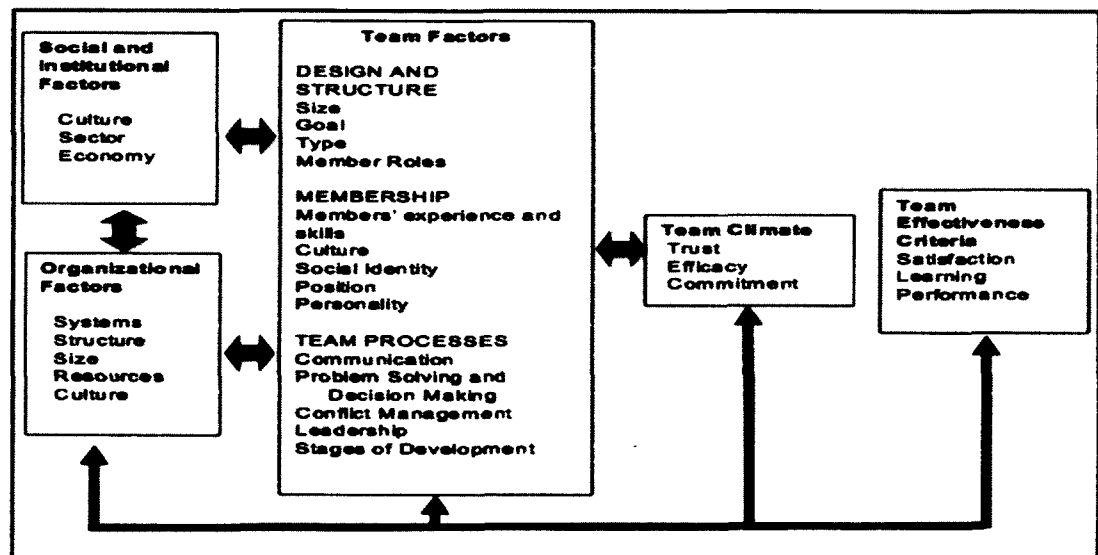 Social and
Institutional
Factors
Culture
Sector
Economy
Organizational
Factors
Systems
Structure
Size
Resources
Culture
Team Factors
DESIGN AND
STRUCTURE
Size
Goal
Type
Member Roles
MEMBERSHIP
Members' experience and
skills
Culture
Social Identity
Position
Personality
TEAM PROCESSES
Communication
Problem Solving and
Decision Making
Conflict Management
Leadership
Stages of Development
Team Climate
Trust
Efficacy
Commitment
Team
Effectiveness
Criteria
Satisfaction
Learning
Performance